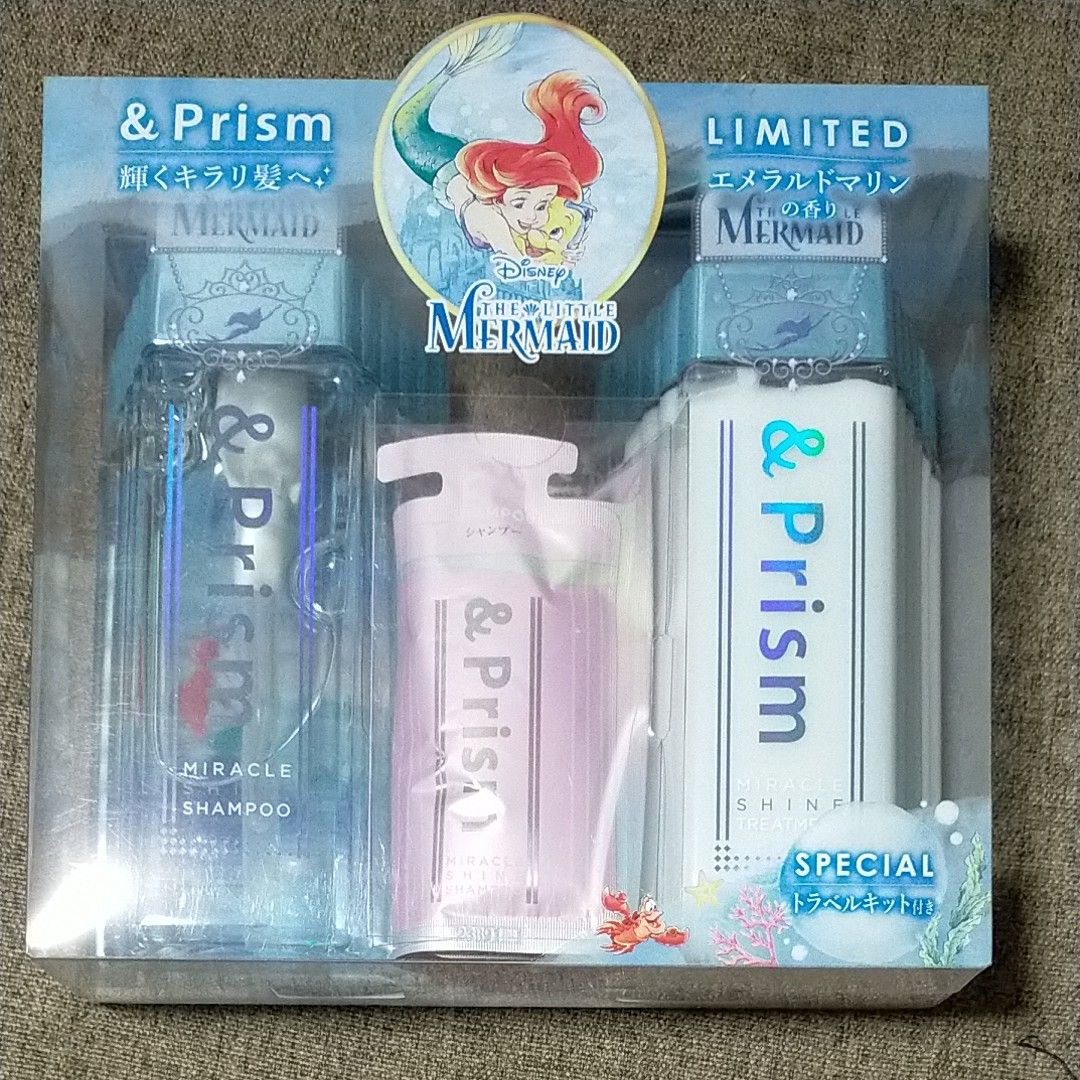 & Prism
輝くキラリ髪へ
LIMITED
エメラルドマリン
の香り
DISNEY
THE LITTLE
MERMAID
MERMAID
THE LITTLE
MERMAID
& Prism
MIRACLE
SHAMPOO
シャンプー
& Prism
MIRACLE
SHINE
SHAMPOO
& Prism
MIRACLE
SHINE
SPECIAL
トラベルキット付き